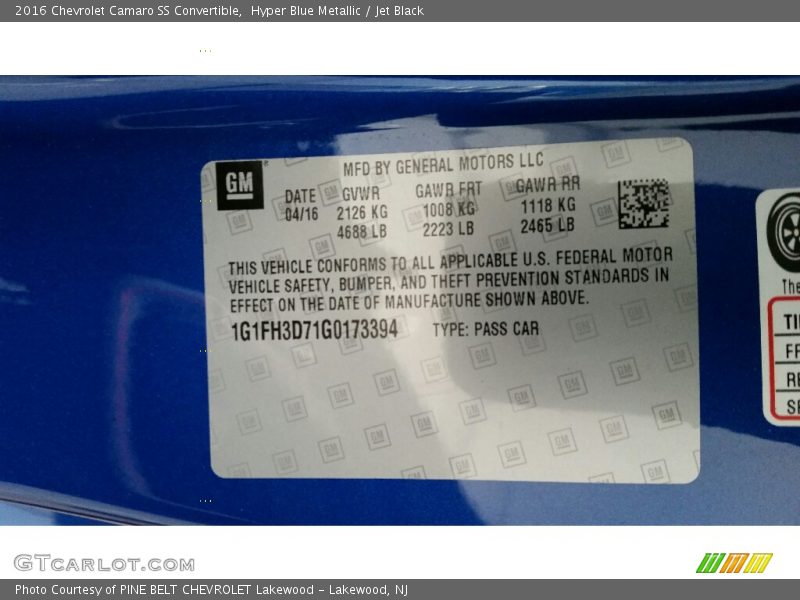 2016 Chevrolet Camaro SS Convertible,  Hyper Blue Metallic / Jet Black
GM
MFD BY GENERAL MOTORS LLC
DATE GVWR GAWR FRT GAWR RR
04/16 2126 KG 1008 KG 1118 KG
4688 LB 2223 LB 2465 LB
THIS VEHICLE CONFORMS TO ALL APPLICABLE U.S. FEDERAL MOTOR
VEHICLE SAFETY, BUMPER, AND THEFT PREVENTION STANDARDS IN
EFFECT ON THE DATE OF MANUFACTURE SHOWN ABOVE.
1G1FH3D71G0173394 TYPE: PASS CAR
The
GTCARLOT.COM
Photo Courtesy of PINE BELT CHEVROLET Lakewood - Lakewood, NJ